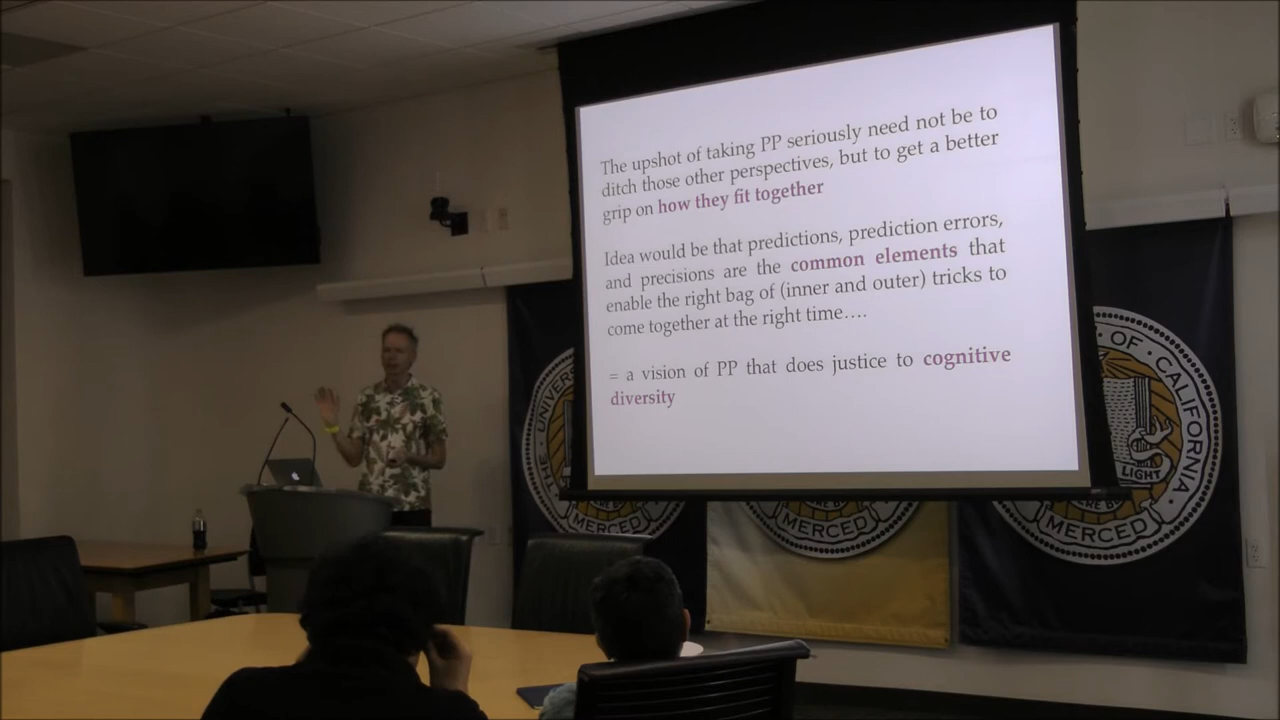 The upshot of taking PP seriously need not be to
ditch those other perspectives, but to get a better
grip on how they fit together
Idea would be that predictions, prediction errors,
and precisions are the common elements that
enable the right bag of (inner and outer) tricks to
come together at the right time….
= a vision of PP that does justice to cognitive
diversity
THE · UNIVER
MERCED
MERCED
OF · CALIFORNIA ·
LIGHT
MERCED